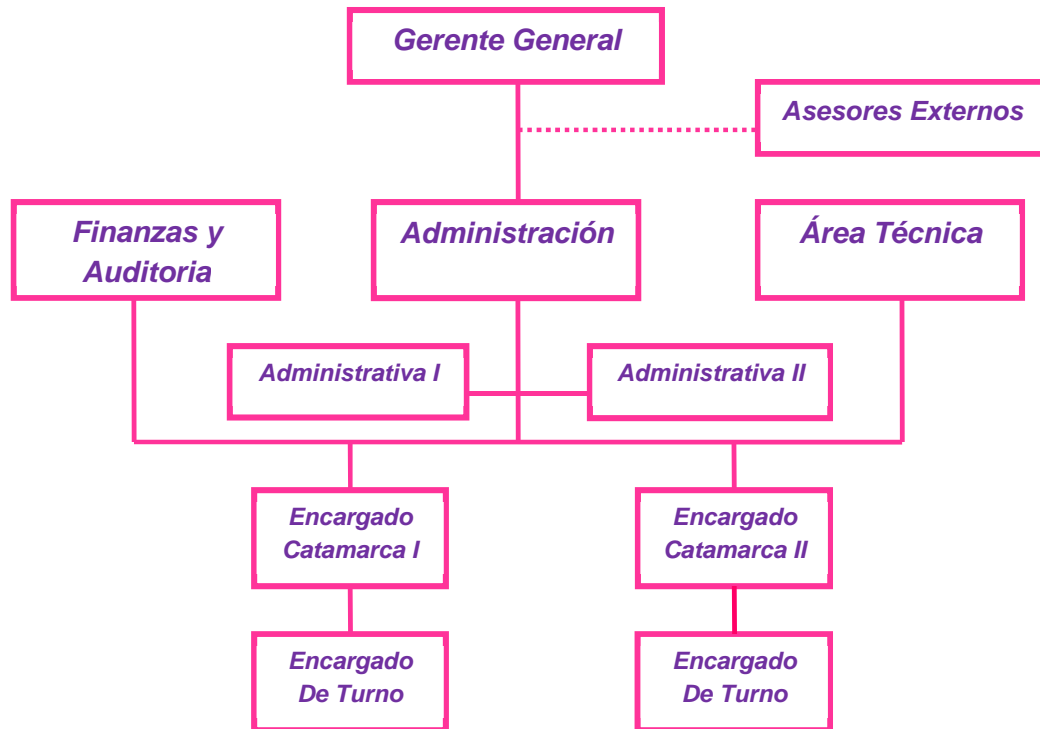 Gerente General
Asesores Externos
Finanzas y
Auditoria
Administración
Área Técnica
Administrativa I
Administrativa II
Encargado
Catamarca I
Encargado
Catamarca II
Encargado
De Turno
Encargado
De Turno